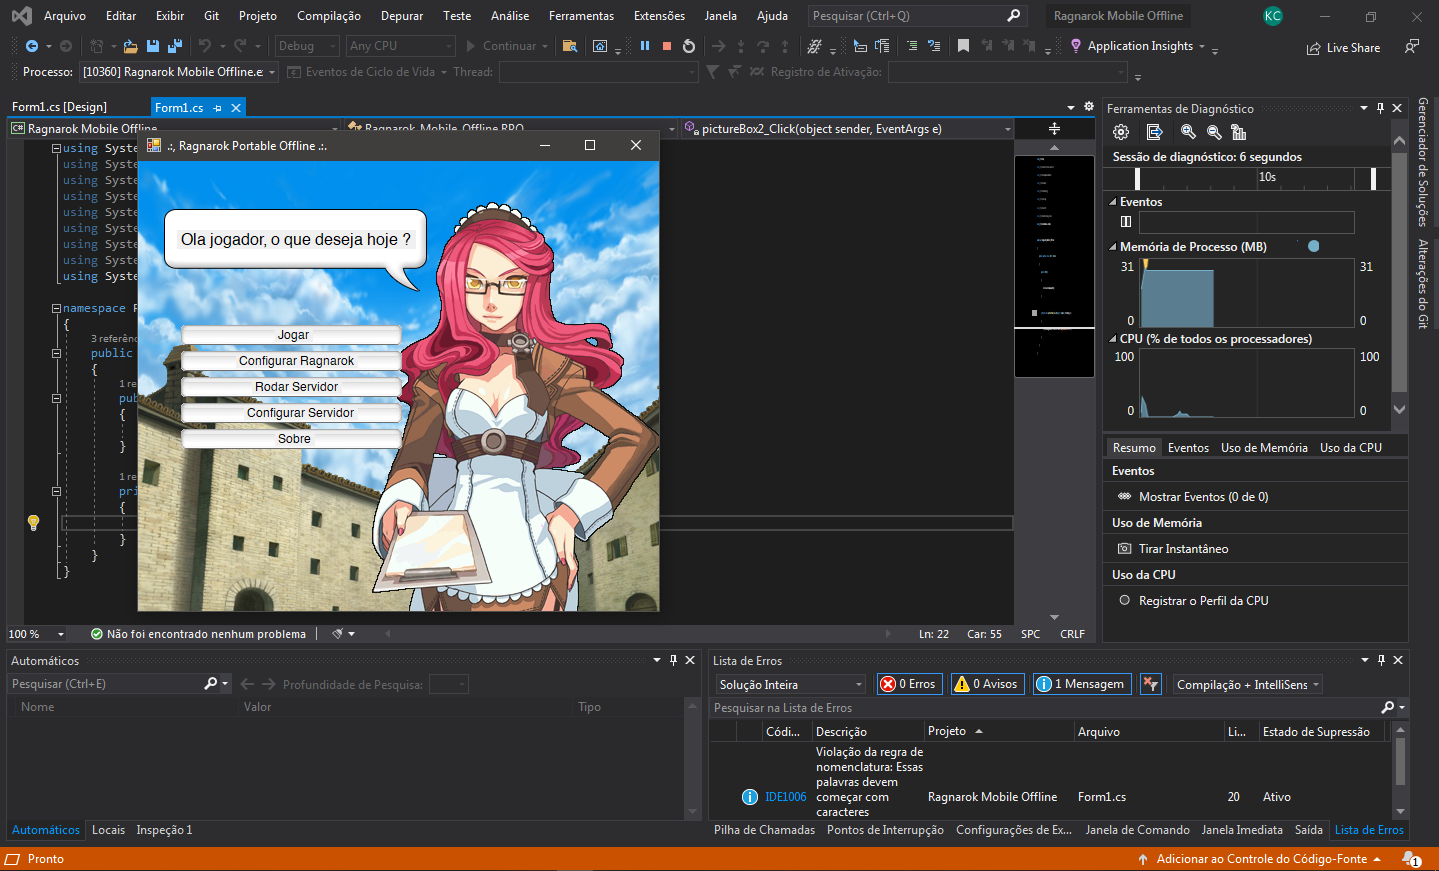 Arquivo Editar Exibir Git Projeto Compilação Depurar Teste Análise Ferramentas Extensões Janela Ajuda Pesquisar (Ctrl+Q) Ragnarok Mobile Offline KC
Debug Any CPU Continuar Application Insights Live Share
Processo: [10360] Ragnarok Mobile Offline.e: Eventos de Ciclo de Vida Thread: Registro de Ativação:
Form1.cs [Design] Form1.cs
C# Ragnarok Mobile Offline Ragnarok_Mobile_Offline.RPO pictureBox2_Click(object sender, EventArgs e)
.:, Ragnarok Portable Offline .:.
using Syste
using Syste
using Syste
using Syste
using Syste
using Syste
using Syste
using Syste
using Syste
namespace R
{
3 referên
public
{
1 re
pub
{
}
1 re
pri
{
}
}
}
Ola jogador, o que deseja hoje ?
Jogar
Configurar Ragnarok
Rodar Servidor
Configurar Servidor
Sobre
100 % Não foi encontrado nenhum problema Ln: 22 Car: 55 SPC CRLF
Ferramentas de Diagnóstico
Sessão de diagnóstico: 6 segundos
10s
Eventos
Memória de Processo (MB)
31 31
0 0
CPU (% de todos os processadores)
100 100
0 0
Resumo Eventos Uso de Memória Uso da CPU
Eventos
Mostrar Eventos (0 de 0)
Uso de Memória
Tirar Instantâneo
Uso da CPU
Registrar o Perfil da CPU
Gerenciador de Soluções
Alterações do Git
Automáticos
Pesquisar (Ctrl+E) Profundidade de Pesquisa:
Nome Valor Tipo
Automáticos Locais Inspeção 1
Lista de Erros
Solução Inteira 0 Erros 0 Avisos 1 Mensagem Compilação + IntelliSens
Pesquisar na Lista de Erros
Códi... Descrição Projeto Arquivo Li... Estado de Supressão
IDE1006 Violação da regra de nomenclatura: Essas palavras devem começar com caracteres Ragnarok Mobile Offline Form1.cs 20 Ativo
Pilha de Chamadas Pontos de Interrupção Configurações de Ex... Janela de Comando Janela Imediata Saída Lista de Erros
Pronto Adicionar ao Controle do Código-Fonte 1